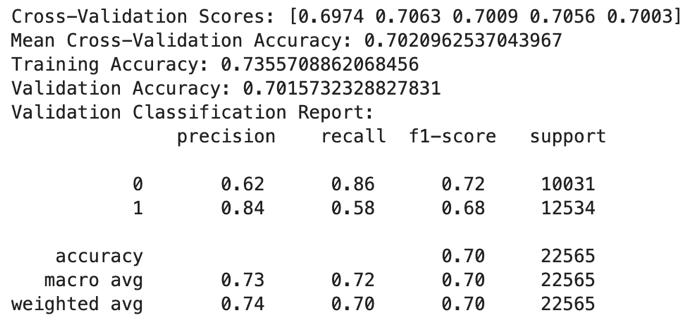 Cross-Validation Scores: [0.6974 0.7063 0.7009 0.7056 0.7003]
Mean Cross-Validation Accuracy: 0.7020962537043967
Training Accuracy: 0.7355708862068456
Validation Accuracy: 0.7015732328827831
Validation Classification Report:
precision recall f1-score support
0 0.62 0.86 0.72 10031
1 0.84 0.58 0.68 12534
accuracy 0.70 22565
macro avg 0.73 0.72 0.70 22565
weighted avg 0.74 0.70 0.70 22565